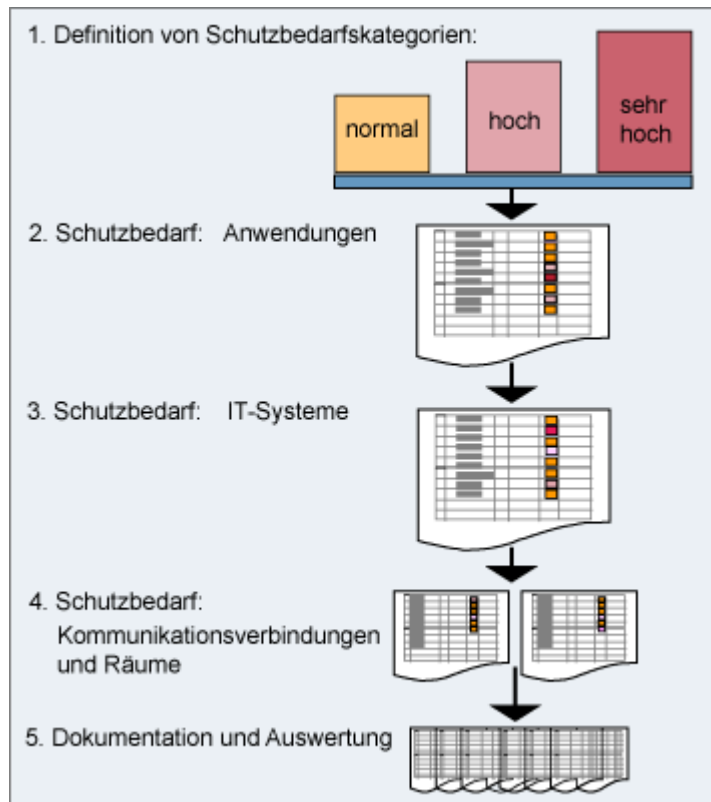 1. Definition von Schutzbedarfskategorien:
normal
hoch
sehr
hoch
2. Schutzbedarf: Anwendungen
3. Schutzbedarf: IT-Systeme
4. Schutzbedarf:
Kommunikationsverbindungen
und Räume
5. Dokumentation und Auswertung